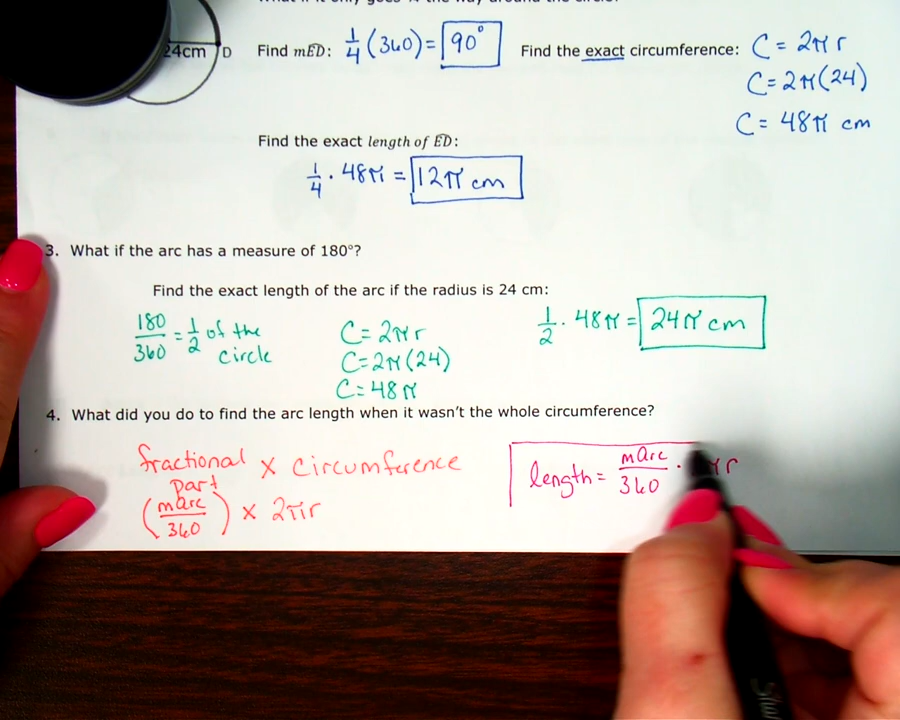 24cm D Find mED: 1/4 (360) = 90° Find the exact circumference: C = 2πr
C = 2π(24)
C = 48π cm
Find the exact length of ED:
1/4 · 48π = 12π cm
3. What if the arc has a measure of 180°?
Find the exact length of the arc if the radius is 24 cm:
180/360 = 1/2 of the circle
C = 2πr
C = 2π(24)
C = 48π
1/2 · 48π = 24π cm
4. What did you do to find the arc length when it wasn't the whole circumference?
fractional part × circumference
(marc/360) × 2πr
length = marc/360 · r